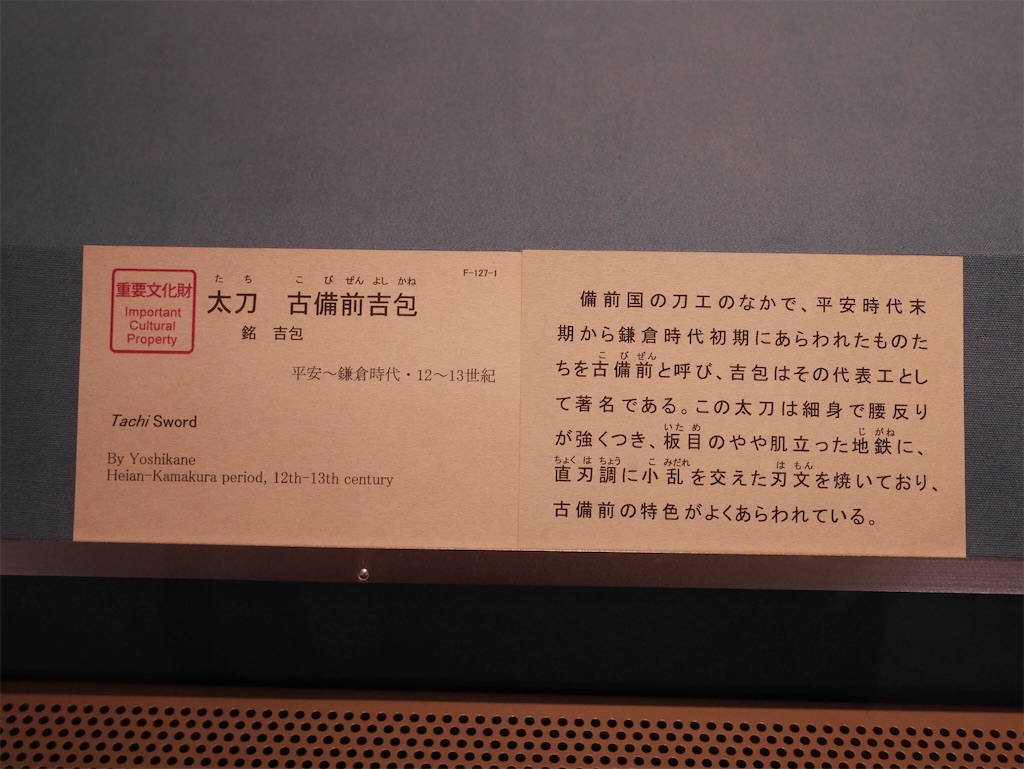 重要文化財
Important
Cultural
Property
たち こびぜんよしかね
太刀 古備前吉包
銘 吉包
F-127-1
平安～鎌倉時代・12～13世紀
Tachi Sword
By Yoshikane
Heian-Kamakura period, 12th-13th century
備前国の刀工のなかで、平安時代末
期から鎌倉時代初期にあらわれたものた
こびぜん
ちを古備前と呼び、吉包はその代表工とし
て著名である。この太刀は細身で腰反り
いため じがね
が強くつき、板目のやや肌立った地鉄に、
ちょくはちょう こみだれ はもん
直刃調に小乱を交えた刃文を焼いており、
古備前の特色がよくあらわれている。